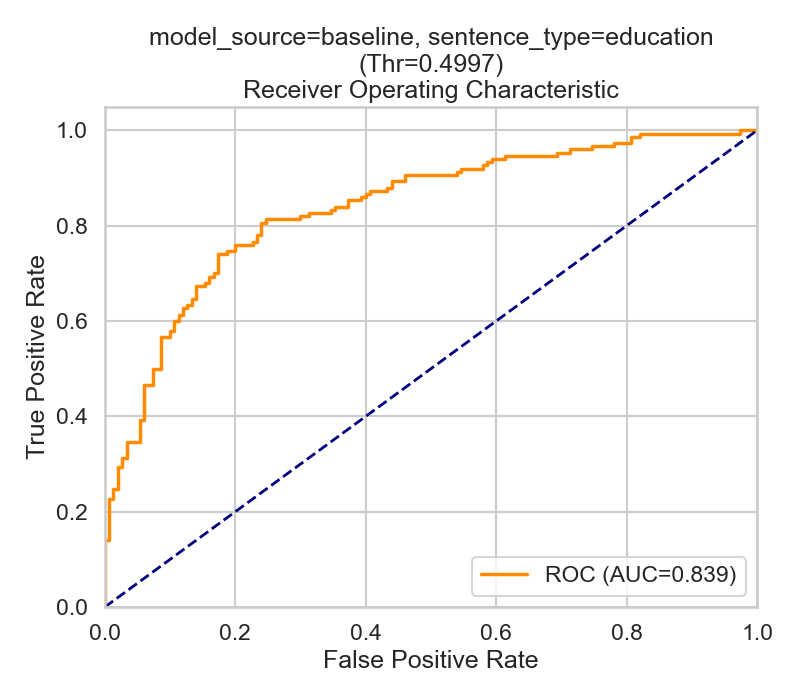 model_source=baseline, sentence_type=education
(Thr=0.4997)
Receiver Operating Characteristic
1.0
0.8
0.6
0.4
0.2
0.0
True Positive Rate
ROC (AUC=0.839)
0.0 0.2 0.4 0.6 0.8 1.0
False Positive Rate